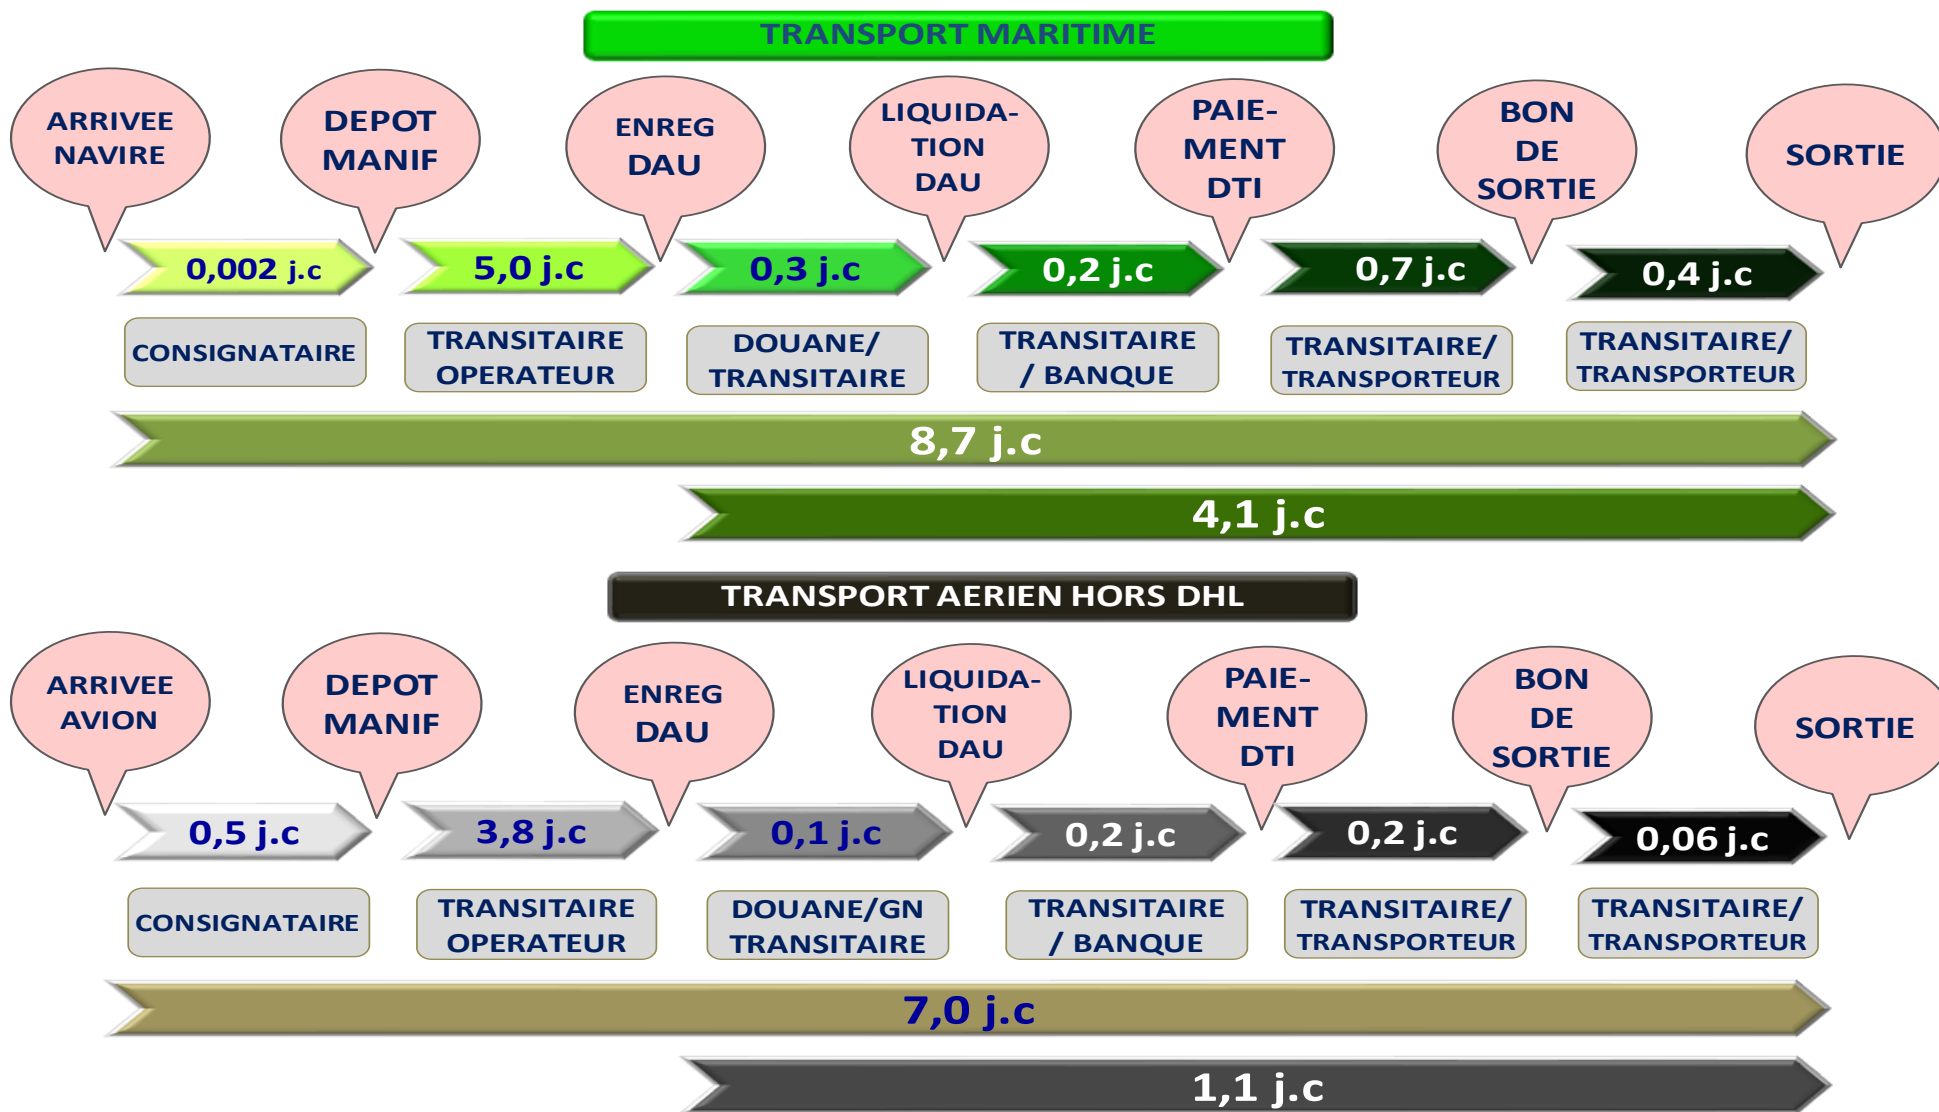 TRANSPORT MARITIME
ARRIVEE
NAVIRE
DEPOT
MANIF
ENREG
DAU
LIQUIDA-
TION
DAU
PAIE-
MENT
DTI
BON
DE
SORTIE
SORTIE
0,002 j.c
5,0 j.c
0,3 j.c
0,2 j.c
0,7 j.c
0,4 j.c
CONSIGNATAIRE
TRANSITAIRE
OPERATEUR
DOUANE/
TRANSITAIRE
TRANSITAIRE
/ BANQUE
TRANSITAIRE/
TRANSPORTEUR
TRANSITAIRE/
TRANSPORTEUR
8,7 j.c
4,1 j.c
TRANSPORT AERIEN HORS DHL
ARRIVEE
AVION
DEPOT
MANIF
ENREG
DAU
LIQUIDA-
TION
DAU
PAIE-
MENT
DTI
BON
DE
SORTIE
SORTIE
0,5 j.c
3,8 j.c
0,1 j.c
0,2 j.c
0,2 j.c
0,06 j.c
CONSIGNATAIRE
TRANSITAIRE
OPERATEUR
DOUANE/GN
TRANSITAIRE
TRANSITAIRE
/ BANQUE
TRANSITAIRE/
TRANSPORTEUR
TRANSITAIRE/
TRANSPORTEUR
7,0 j.c
1,1 j.c